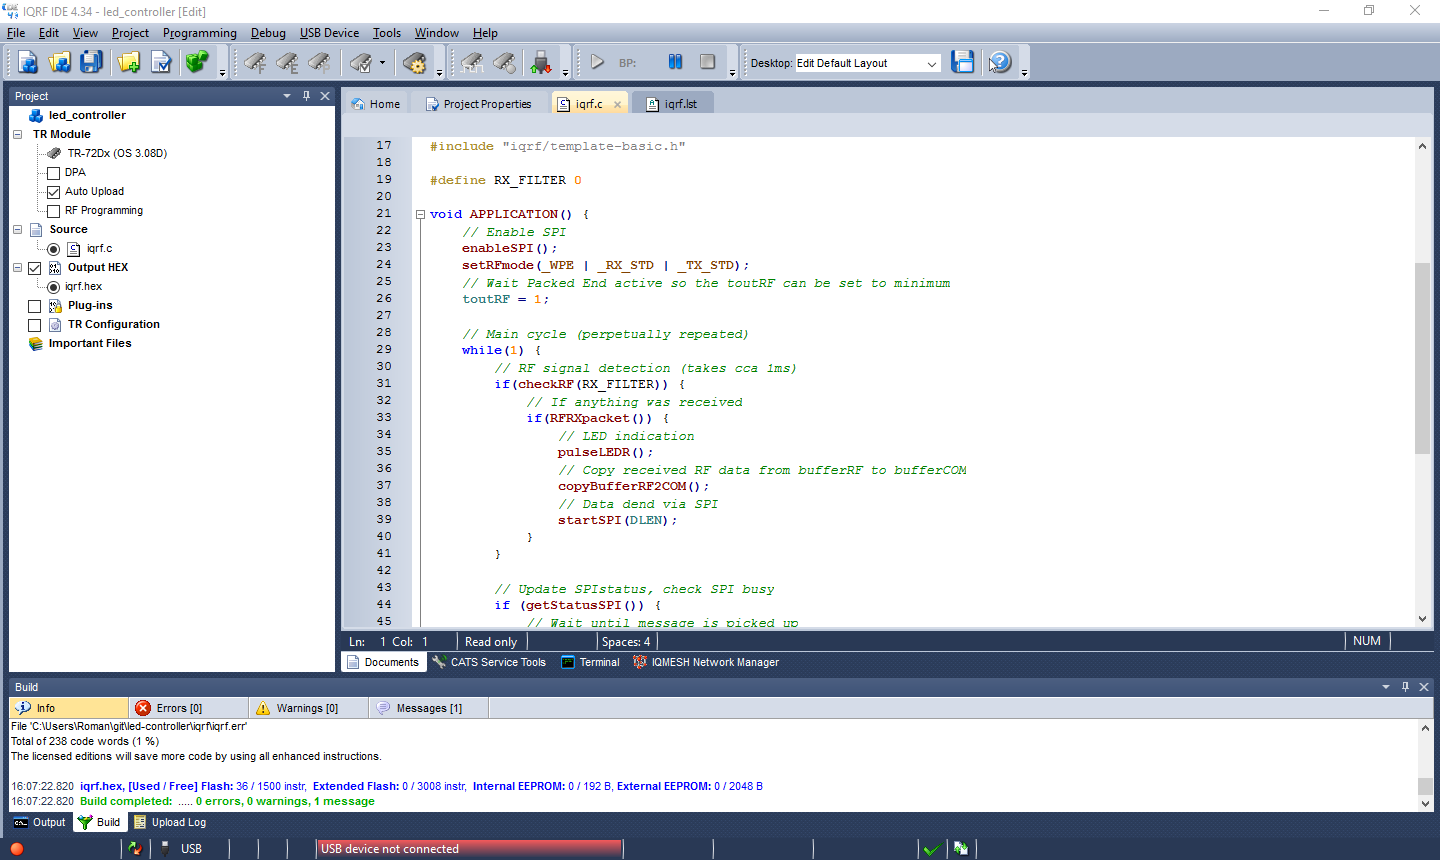 IQRF IDE 4.34 - led_controller [Edit]
File Edit View Project Programming Debug USB Device Tools Window Help
BP: Desktop: Edit Default Layout
Project
led_controller
TR Module
TR-72Dx (OS 3.08D)
DPA
Auto Upload
RF Programming
Source
iqrf.c
Output HEX
iqrf.hex
Plug-ins
TR Configuration
Important Files
Home Project Properties iqrf.c iqrf.lst
17 #include "iqrf/template-basic.h"
18
19 #define RX_FILTER 0
20
21 void APPLICATION() {
22 // Enable SPI
23 enableSPI();
24 setRFmode(_WPE | _RX_STD | _TX_STD);
25 // Wait Packed End active so the toutRF can be set to minimum
26 toutRF = 1;
27
28 // Main cycle (perpetually repeated)
29 while(1) {
30 // RF signal detection (takes cca 1ms)
31 if(checkRF(RX_FILTER)) {
32 // If anything was received
33 if(RFRXpacket()) {
34 // LED indication
35 pulseLEDR();
36 // Copy received RF data from bufferRF to bufferCOM
37 copyBufferRF2COM();
38 // Data dend via SPI
39 startSPI(DLEN);
40 }
41 }
42
43 // Update SPIstatus, check SPI busy
44 if (getStatusSPI()) {
45 // Wait until message is picked up
Ln: 1 Col: 1 Read only Spaces: 4 NUM
Documents CATS Service Tools Terminal IQMESH Network Manager
Build
Info Errors [0] Warnings [0] Messages [1]
File 'C:\Users\Roman\git\led-controller\iqrf\iqrf.err'
Total of 238 code words (1 %)
The licensed editions will save more code by using all enhanced instructions.
16:07:22.820 iqrf.hex, [Used / Free] Flash: 36 / 1500 instr, Extended Flash: 0 / 3008 instr, Internal EEPROM: 0 / 192 B, External EEPROM: 0 / 2048 B
16:07:22.820 Build completed: ..... 0 errors, 0 warnings, 1 message
Output Build Upload Log
USB USB device not connected